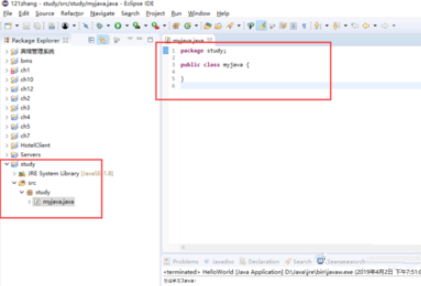 121zhang - study/src/study/myjava.java - Eclipse IDE
File Edit Source Refactor Navigate Search Project Run Window Help
Package Explorer
宾馆管理系统
bms
ch1
ch10
ch12
ch2
ch3
ch4
ch5
ch7
HotelClient
Servers
study
JRE System Library [JavaSE-1.8]
src
study
myjava.java
myjava.java
1 package study;
2
3 public class myjava {
4
5 }
6
Problems Javadoc Declaration Search Console
<terminated> HelloWorld [Java Application] D:\Java\jre\bin\javaw.exe (2019年4月2日 下午7:51:0